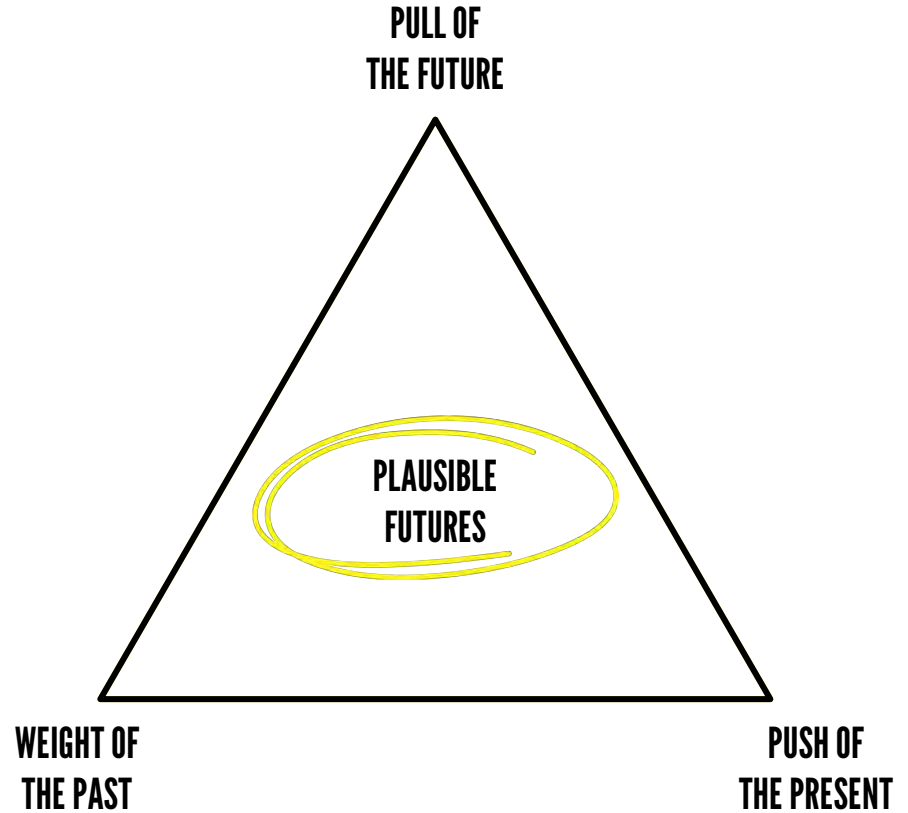 PULL OF
THE FUTURE
PLAUSIBLE
FUTURES
WEIGHT OF
THE PAST
PUSH OF
THE PRESENT